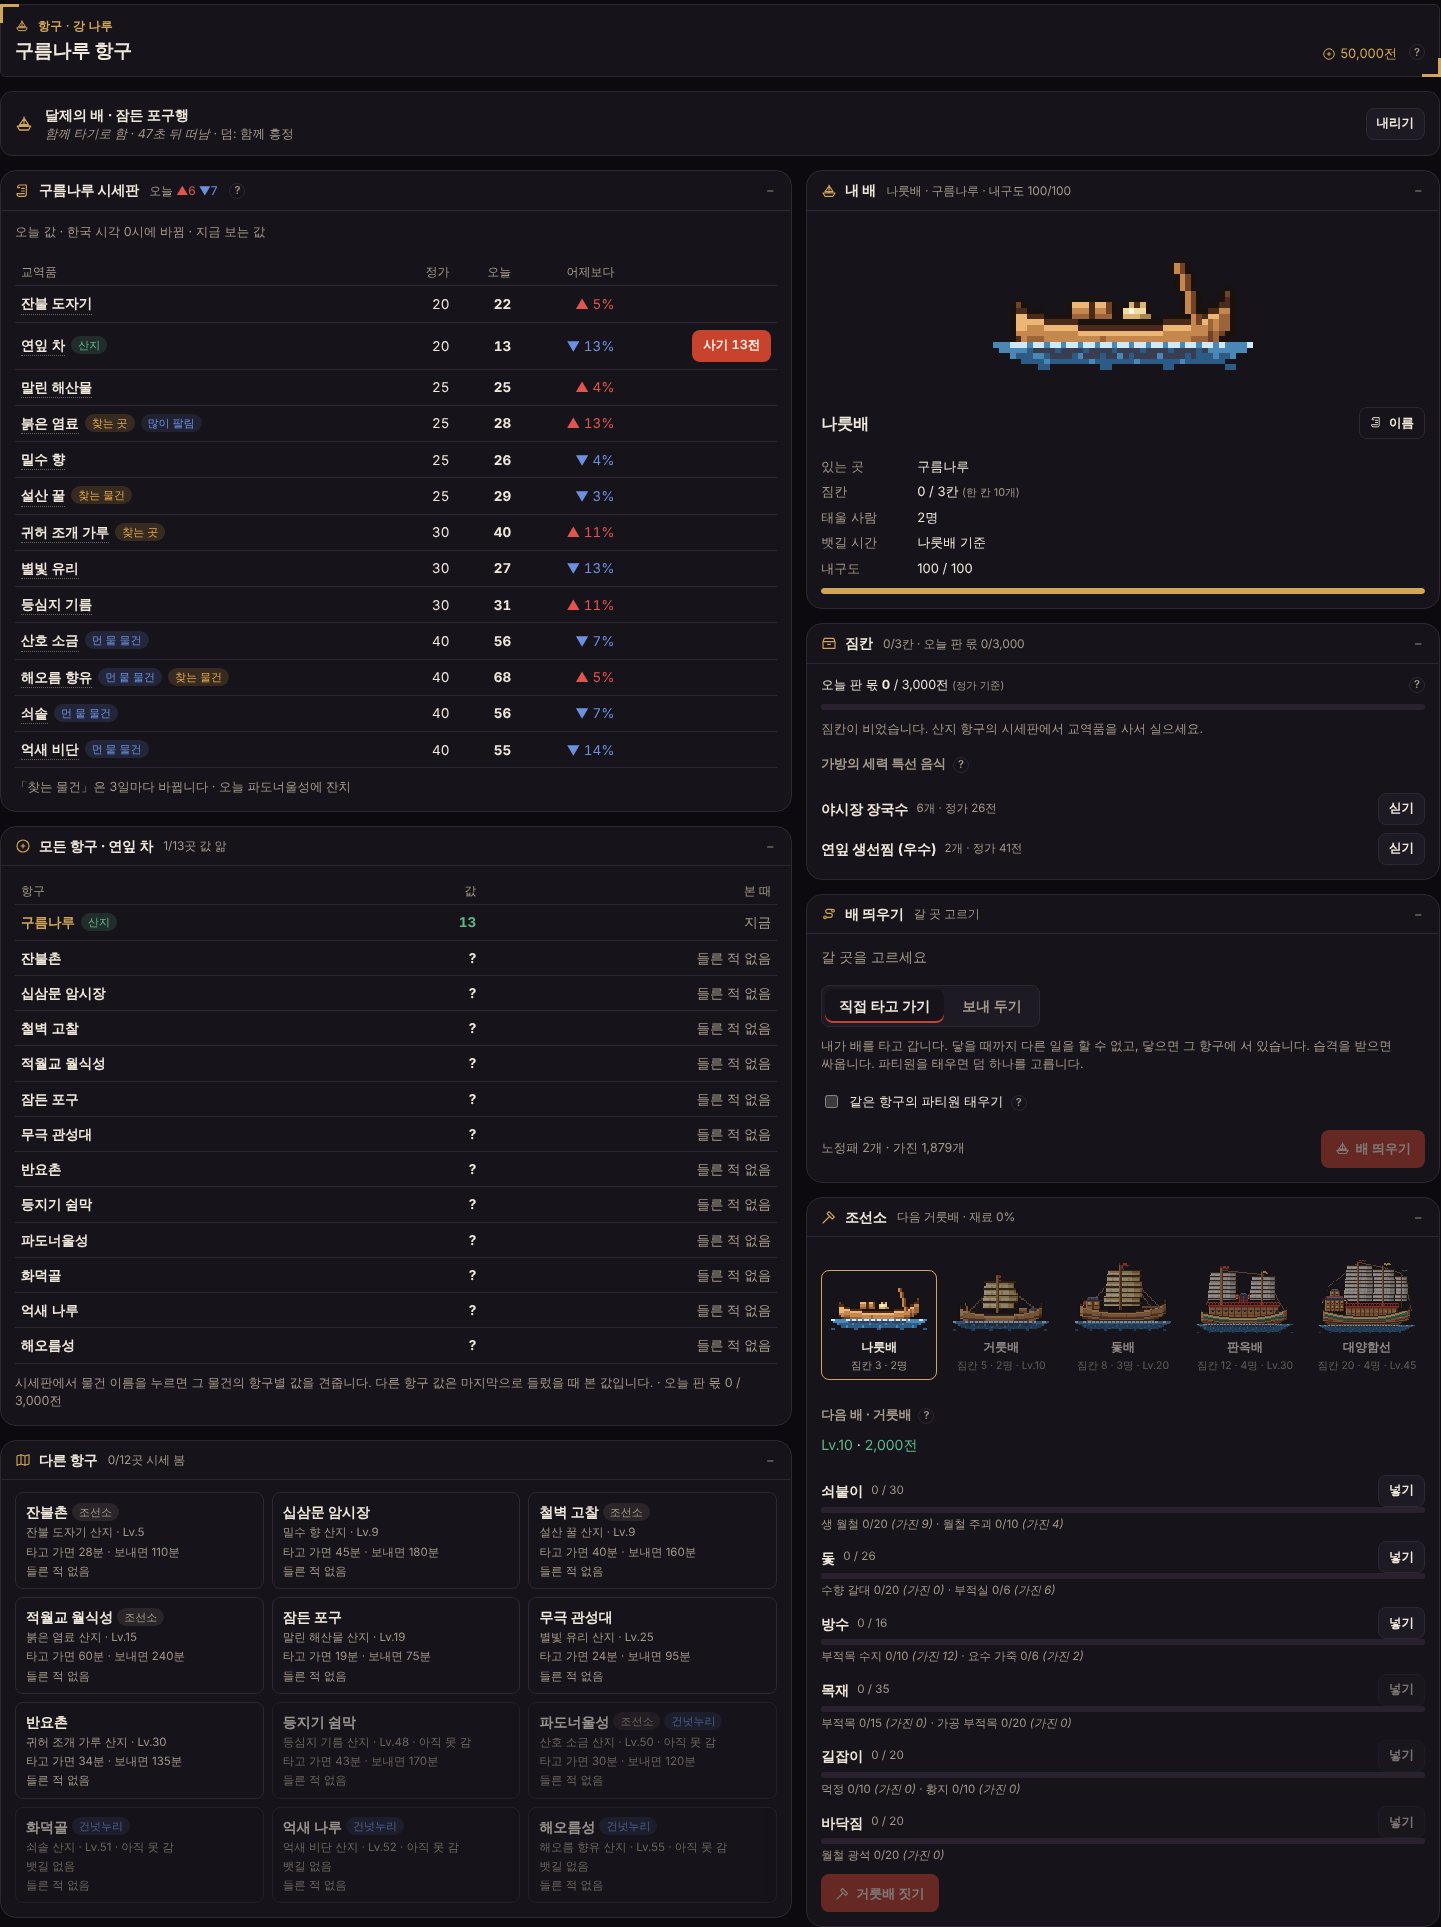 항구 · 강 나루
구름나루 항구
50,000전 ?
달제의 배 · 잠든 포구행
함께 타기로 함 · 47초 뒤 떠남 · 덤: 함께 흥정
내리기
구름나루 시세판 오늘 ▲6 ▼7 ?
오늘 값 · 한국 시각 0시에 바뀜 · 지금 보는 값
교역품 정가 오늘 어제보다
잔불 도자기 20 22 ▲ 5%
연잎 차 산지 20 13 ▼ 13% 사기 13전
말린 해산물 25 25 ▲ 4%
붉은 염료 찾는 곳 많이 팔림 25 28 ▲ 13%
밀수 향 25 26 ▼ 4%
설산 꿀 찾는 물건 25 29 ▼ 3%
귀허 조개 가루 찾는 곳 30 40 ▲ 11%
별빛 유리 30 27 ▼ 13%
등심지 기름 30 31 ▲ 11%
산호 소금 먼 뭍 물건 40 56 ▼ 7%
해오름 향유 먼 뭍 물건 찾는 물건 40 68 ▲ 5%
쇠솥 먼 뭍 물건 40 56 ▼ 7%
억새 비단 먼 뭍 물건 40 55 ▼ 14%
「찾는 물건」은 3일마다 바뀝니다 · 오늘 파도너울성에 잔치
모든 항구 · 연잎 차 1/13곳 값 앎
항구 값 본 때
구름나루 산지 13 지금
잔불촌 ? 들른 적 없음
십삼문 암시장 ? 들른 적 없음
철벽 고찰 ? 들른 적 없음
적월교 월식성 ? 들른 적 없음
잠든 포구 ? 들른 적 없음
무극 관성대 ? 들른 적 없음
반요촌 ? 들른 적 없음
등지기 쉼막 ? 들른 적 없음
파도너울성 ? 들른 적 없음
화덕골 ? 들른 적 없음
억새 나루 ? 들른 적 없음
해오름성 ? 들른 적 없음
시세판에서 물건 이름을 누르면 그 물건의 항구별 값을 견줍니다. 다른 항구 값은 마지막으로 들렀을 때 본 값입니다. · 오늘 판 몫 0 /
3,000전
다른 항구 0/12곳 시세 봄
잔불촌 조선소
잔불 도자기 산지 · Lv.5
타고 가면 28분 · 보내면 110분
들른 적 없음
십삼문 암시장
밀수 향 산지 · Lv.9
타고 가면 45분 · 보내면 180분
들른 적 없음
철벽 고찰 조선소
설산 꿀 산지 · Lv.9
타고 가면 40분 · 보내면 160분
들른 적 없음
적월교 월식성 조선소
붉은 염료 산지 · Lv.15
타고 가면 60분 · 보내면 240분
들른 적 없음
잠든 포구
말린 해산물 산지 · Lv.19
타고 가면 19분 · 보내면 75분
들른 적 없음
무극 관성대
별빛 유리 산지 · Lv.25
타고 가면 24분 · 보내면 95분
들른 적 없음
반요촌
귀허 조개 가루 산지 · Lv.30
타고 가면 34분 · 보내면 135분
들른 적 없음
등지기 쉼막
등심지 기름 산지 · Lv.48 · 아직 못 감
타고 가면 43분 · 보내면 170분
들른 적 없음
파도너울성 조선소 건넛누리
산호 소금 산지 · Lv.50 · 아직 못 감
타고 가면 30분 · 보내면 120분
들른 적 없음
화덕골 건넛누리
쇠솥 산지 · Lv.51 · 아직 못 감
뱃길 없음
들른 적 없음
억새 나루 건넛누리
억새 비단 산지 · Lv.52 · 아직 못 감
뱃길 없음
들른 적 없음
해오름성 건넛누리
해오름 향유 산지 · Lv.55 · 아직 못 감
뱃길 없음
들른 적 없음
내 배 나룻배 · 구름나루 · 내구도 100/100
나룻배 이름
있는 곳 구름나루
짐칸 0 / 3칸 (한 칸 10개)
태울 사람 2명
뱃길 시간 나룻배 기준
내구도 100 / 100
짐칸 0/3칸 · 오늘 판 몫 0/3,000
오늘 판 몫 0 / 3,000전 (정가 기준) ?
짐칸이 비었습니다. 산지 항구의 시세판에서 교역품을 사서 실으세요.
가방의 세력 특선 음식 ?
야시장 장국수 6개 · 정가 26전 싣기
연잎 생선찜 (우수) 2개 · 정가 41전 싣기
배 띄우기 갈 곳 고르기
갈 곳을 고르세요
직접 타고 가기 보내 두기
내가 배를 타고 갑니다. 닿을 때까지 다른 일을 할 수 없고, 닿으면 그 항구에 서 있습니다. 습격을 받으면
싸웁니다. 파티원을 태우면 덤 하나를 고릅니다.
같은 항구의 파티원 태우기 ?
노정패 2개 · 가진 1,879개 배 띄우기
조선소 다음 거룻배 · 재료 0%
나룻배
짐칸 3 · 2명
거룻배
짐칸 5 · 2명 · Lv.10
돛배
짐칸 8 · 3명 · Lv.20
판옥배
짐칸 12 · 4명 · Lv.30
대양함선
짐칸 20 · 4명 · Lv.45
다음 배 · 거룻배 ?
Lv.10 · 2,000전
쇠붙이 0 / 30 넣기
생 월철 0/20 (가진 9) · 월철 주괴 0/10 (가진 4)
돛 0 / 26 넣기
수향 갈대 0/20 (가진 0) · 부적실 0/6 (가진 6)
방수 0 / 16 넣기
부적목 수지 0/10 (가진 12) · 요수 가죽 0/6 (가진 2)
목재 0 / 35 넣기
부적목 0/15 (가진 0) · 가공 부적목 0/20 (가진 0)
길잡이 0 / 20 넣기
먹정 0/10 (가진 0) · 황지 0/10 (가진 0)
바닥짐 0 / 20 넣기
월철 광석 0/20 (가진 0)
거룻배 짓기